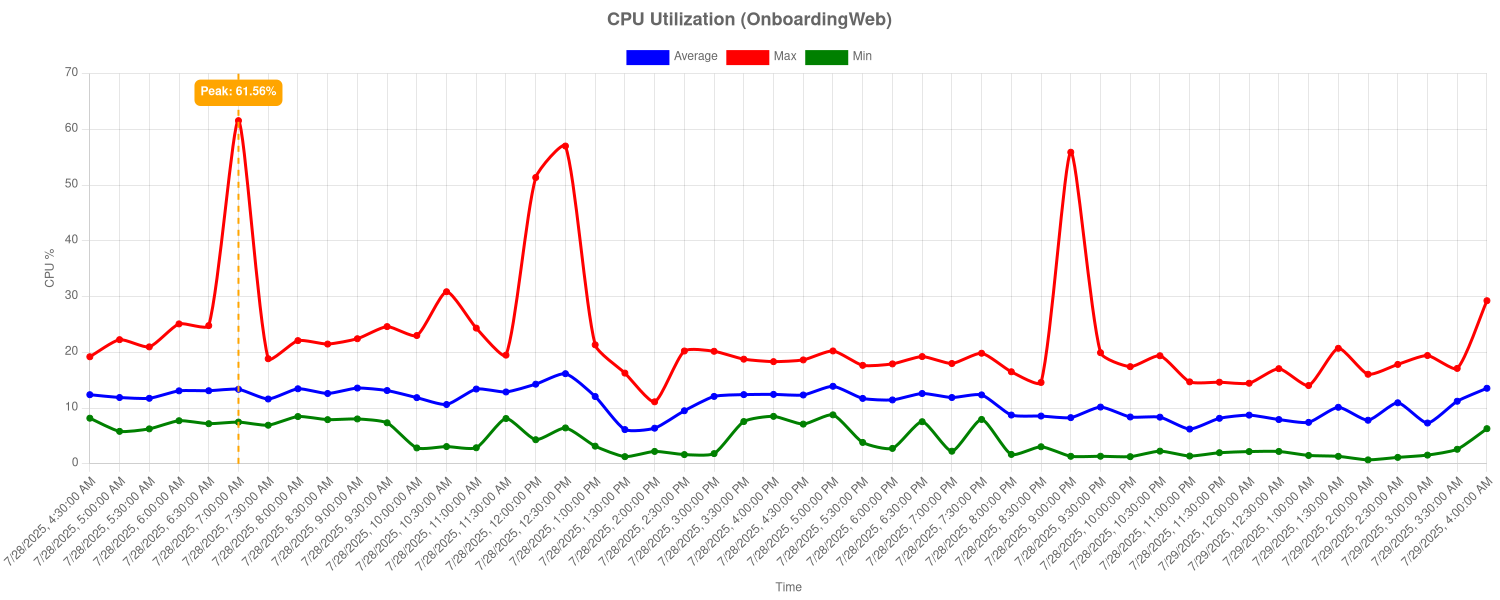 CPU Utilization (OnboardingWeb)
Average Max Min
Peak: 61.56%
CPU %
70
60
50
40
30
20
10
0
7/28/2025, 4:30:00 AM
7/28/2025, 5:00:00 AM
7/28/2025, 5:30:00 AM
7/28/2025, 6:00:00 AM
7/28/2025, 6:30:00 AM
7/28/2025, 7:00:00 AM
7/28/2025, 7:30:00 AM
7/28/2025, 8:00:00 AM
7/28/2025, 8:30:00 AM
7/28/2025, 9:00:00 AM
7/28/2025, 9:30:00 AM
7/28/2025, 10:00:00 AM
7/28/2025, 10:30:00 AM
7/28/2025, 11:00:00 AM
7/28/2025, 11:30:00 AM
7/28/2025, 12:00:00 PM
7/28/2025, 12:30:00 PM
7/28/2025, 1:00:00 PM
7/28/2025, 1:30:00 PM
7/28/2025, 2:00:00 PM
7/28/2025, 2:30:00 PM
7/28/2025, 3:00:00 PM
7/28/2025, 3:30:00 PM
7/28/2025, 4:00:00 PM
7/28/2025, 4:30:00 PM
7/28/2025, 5:00:00 PM
7/28/2025, 5:30:00 PM
7/28/2025, 6:00:00 PM
7/28/2025, 6:30:00 PM
7/28/2025, 7:00:00 PM
7/28/2025, 7:30:00 PM
7/28/2025, 8:00:00 PM
7/28/2025, 8:30:00 PM
7/28/2025, 9:00:00 PM
7/28/2025, 9:30:00 PM
7/28/2025, 10:00:00 PM
7/28/2025, 10:30:00 PM
7/28/2025, 11:00:00 PM
7/28/2025, 11:30:00 PM
7/29/2025, 12:00:00 AM
7/29/2025, 12:30:00 AM
7/29/2025, 1:00:00 AM
7/29/2025, 1:30:00 AM
7/29/2025, 2:00:00 AM
7/29/2025, 2:30:00 AM
7/29/2025, 3:00:00 AM
7/29/2025, 3:30:00 AM
7/29/2025, 4:00:00 AM
Time